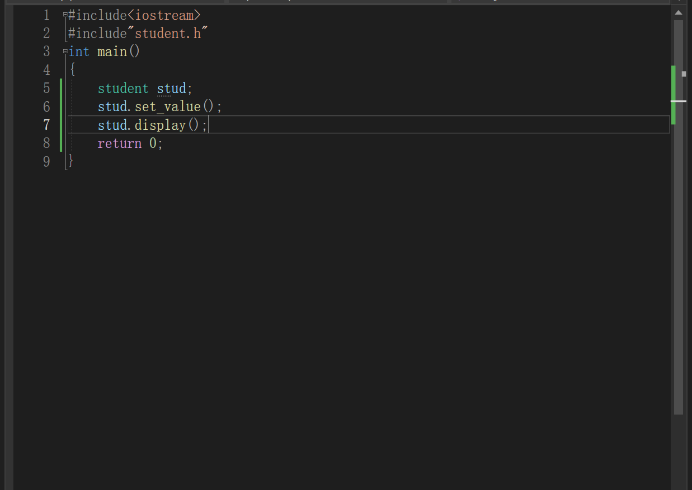 1 #include<iostream>
2 #include"student.h"
3 int main()
4 {
5 student stud;
6 stud.set_value();
7 stud.display();
8 return 0;
9 }